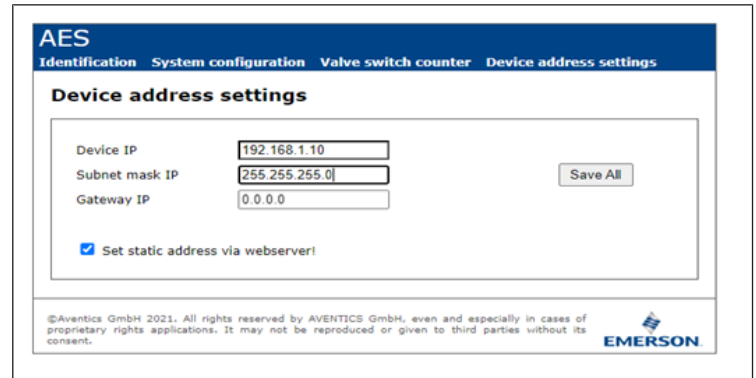 AES
Identification System configuration Valve switch counter Device address settings
Device address settings
Device IP 192.168.1.10
Subnet mask IP 255.255.255.0
Save All
Gateway IP 0.0.0.0
Set static address via webserver!
©Aventics GmbH 2021. All rights reserved by AVENTICS GmbH, even and especially in cases of
proprietary rights applications. It may not be reproduced or given to third parties without its
consent.
EMERSON.